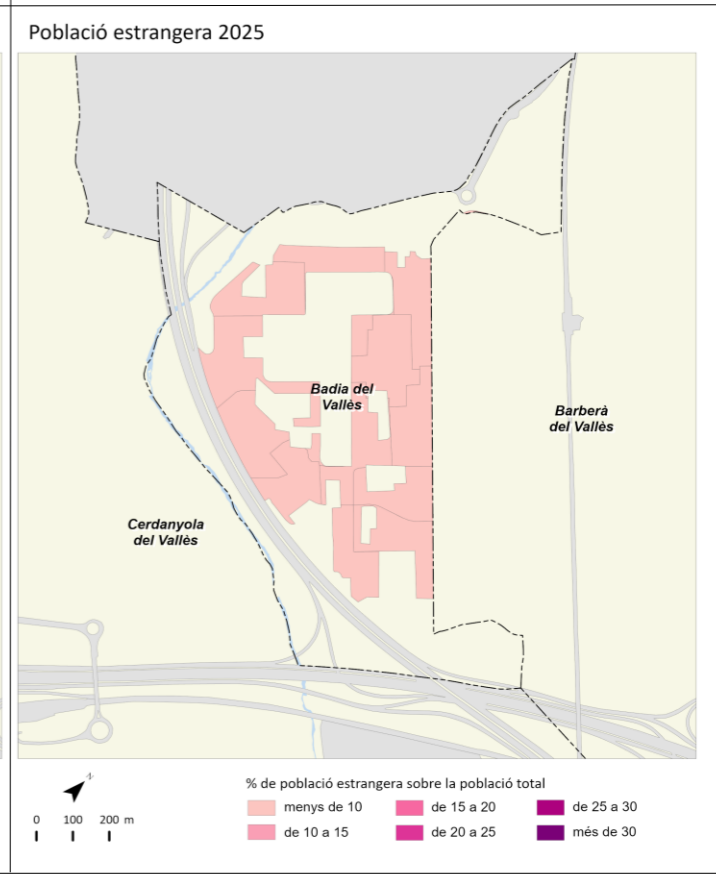 Població estrangera 2025
Badia del
Vallès
Barberà
del Vallès
Cerdanyola
del Vallès
N
0 100 200 m
% de població estrangera sobre la població total
menys de 10
de 15 a 20
de 25 a 30
de 10 a 15
de 20 a 25
més de 30